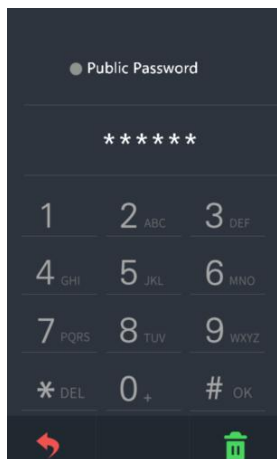 Public Password
******
1 2 ABC 3 DEF
4 GHI 5 JKL 6 MNO
7 PQRS 8 TUV 9 WXYZ
* DEL 0 + # OK